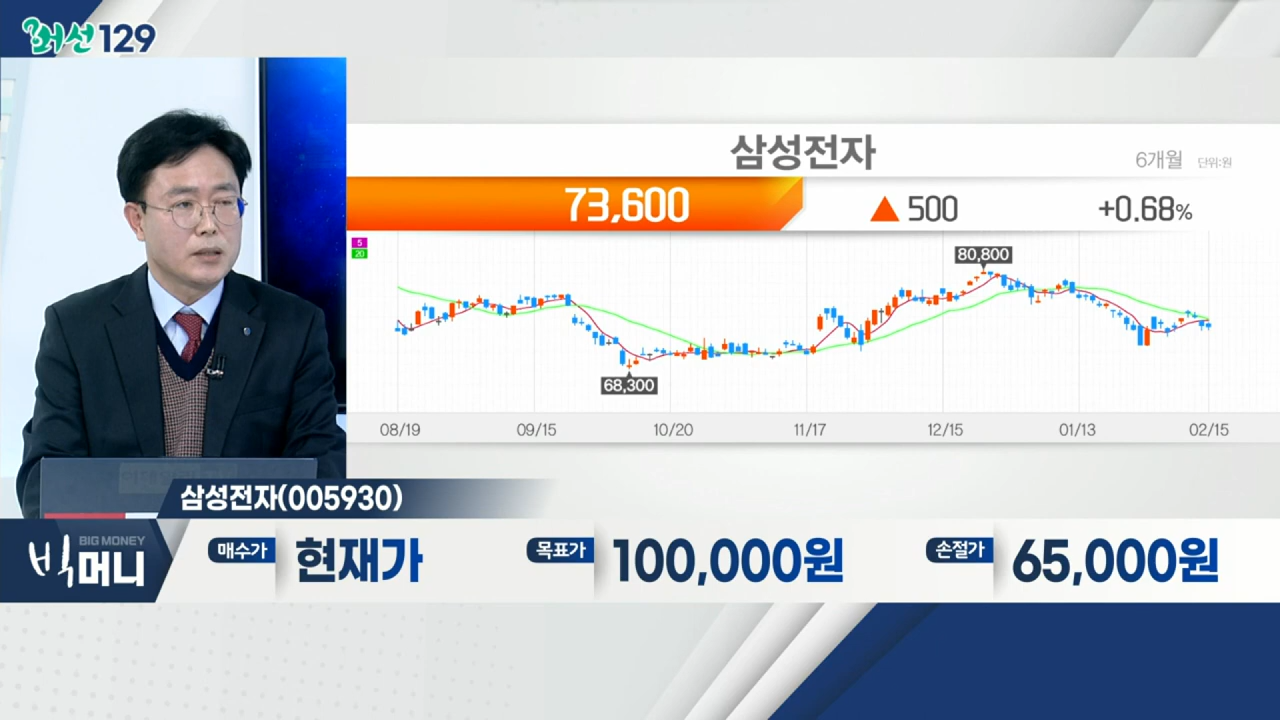 머선129
삼성전자
6개월 단위:원
73,600 ▲ 500 +0.68%
5
20
80,800
68,300
08/19 09/15 10/20 11/17 12/15 01/13 02/15
삼성전자(005930)
BIG MONEY
빅머니
매수가 현재가 목표가 100,000원 손절가 65,000원